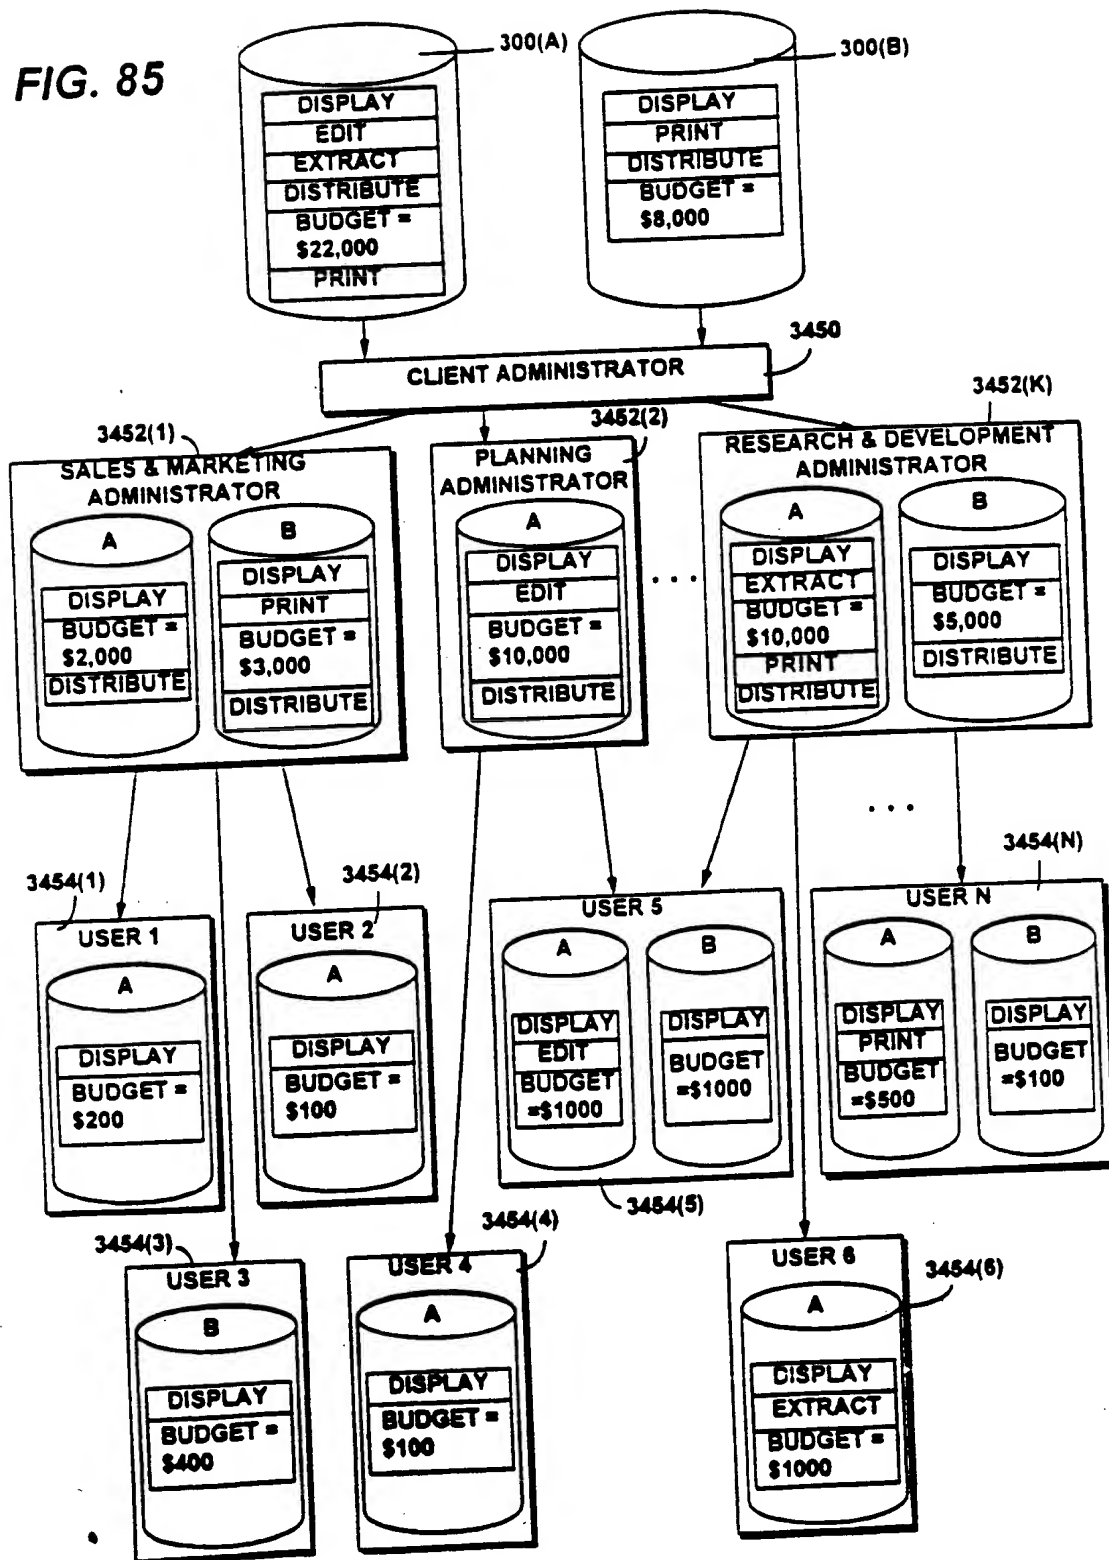 FIG. 85
300(A)
DISPLAY
EDIT
EXTRACT
DISTRIBUTE
BUDGET =
$22,000
PRINT
300(B)
DISPLAY
PRINT
DISTRIBUTE
BUDGET =
$8,000
3450
CLIENT ADMINISTRATOR
3452(1)
SALES & MARKETING
ADMINISTRATOR
A
DISPLAY
BUDGET =
$2,000
DISTRIBUTE
B
DISPLAY
PRINT
BUDGET =
$3,000
DISTRIBUTE
3452(2)
PLANNING
ADMINISTRATOR
A
DISPLAY
EDIT
BUDGET =
$10,000
DISTRIBUTE
. . .
3452(K)
RESEARCH & DEVELOPMENT
ADMINISTRATOR
A
DISPLAY
EXTRACT
BUDGET =
$10,000
PRINT
DISTRIBUTE
B
DISPLAY
BUDGET =
$5,000
DISTRIBUTE
. . .
3454(1)
USER 1
A
DISPLAY
BUDGET =
$200
3454(2)
USER 2
A
DISPLAY
BUDGET =
$100
USER 5
A
DISPLAY
EDIT
BUDGET
=$1000
B
DISPLAY
BUDGET
=$1000
3454(5)
3454(N)
USER N
A
DISPLAY
PRINT
BUDGET
=$500
B
DISPLAY
BUDGET
=$100
3454(3)
USER 3
B
DISPLAY
BUDGET =
$400
3454(4)
USER 4
A
DISPLAY
BUDGET =
$100
USER 6
3454(6)
A
DISPLAY
EXTRACT
BUDGET =
$1000